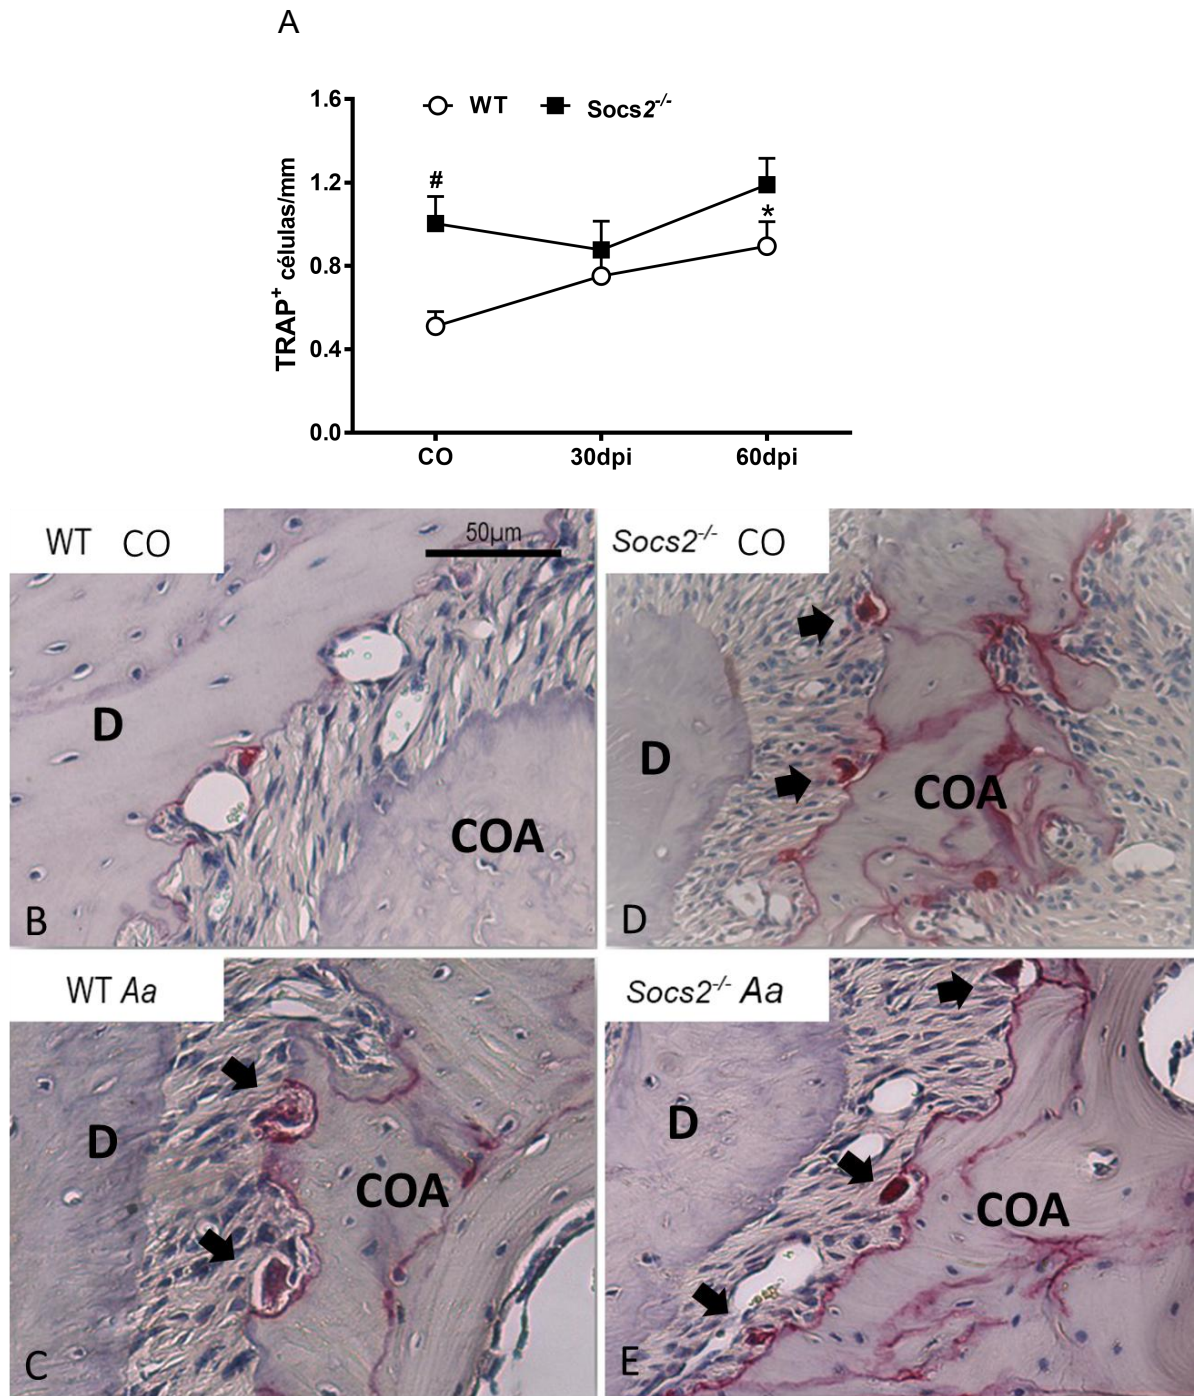 A
WT Socs2-/-
#
*
1.6
1.2
0.8
0.4
0.0
TRAP+ células/mm
CO 30dpi 60dpi
WT CO
50µm
D
COA
B
Socs2-/- CO
D
COA
D
WT Aa
D
COA
C
Socs2-/- Aa
D
COA
E